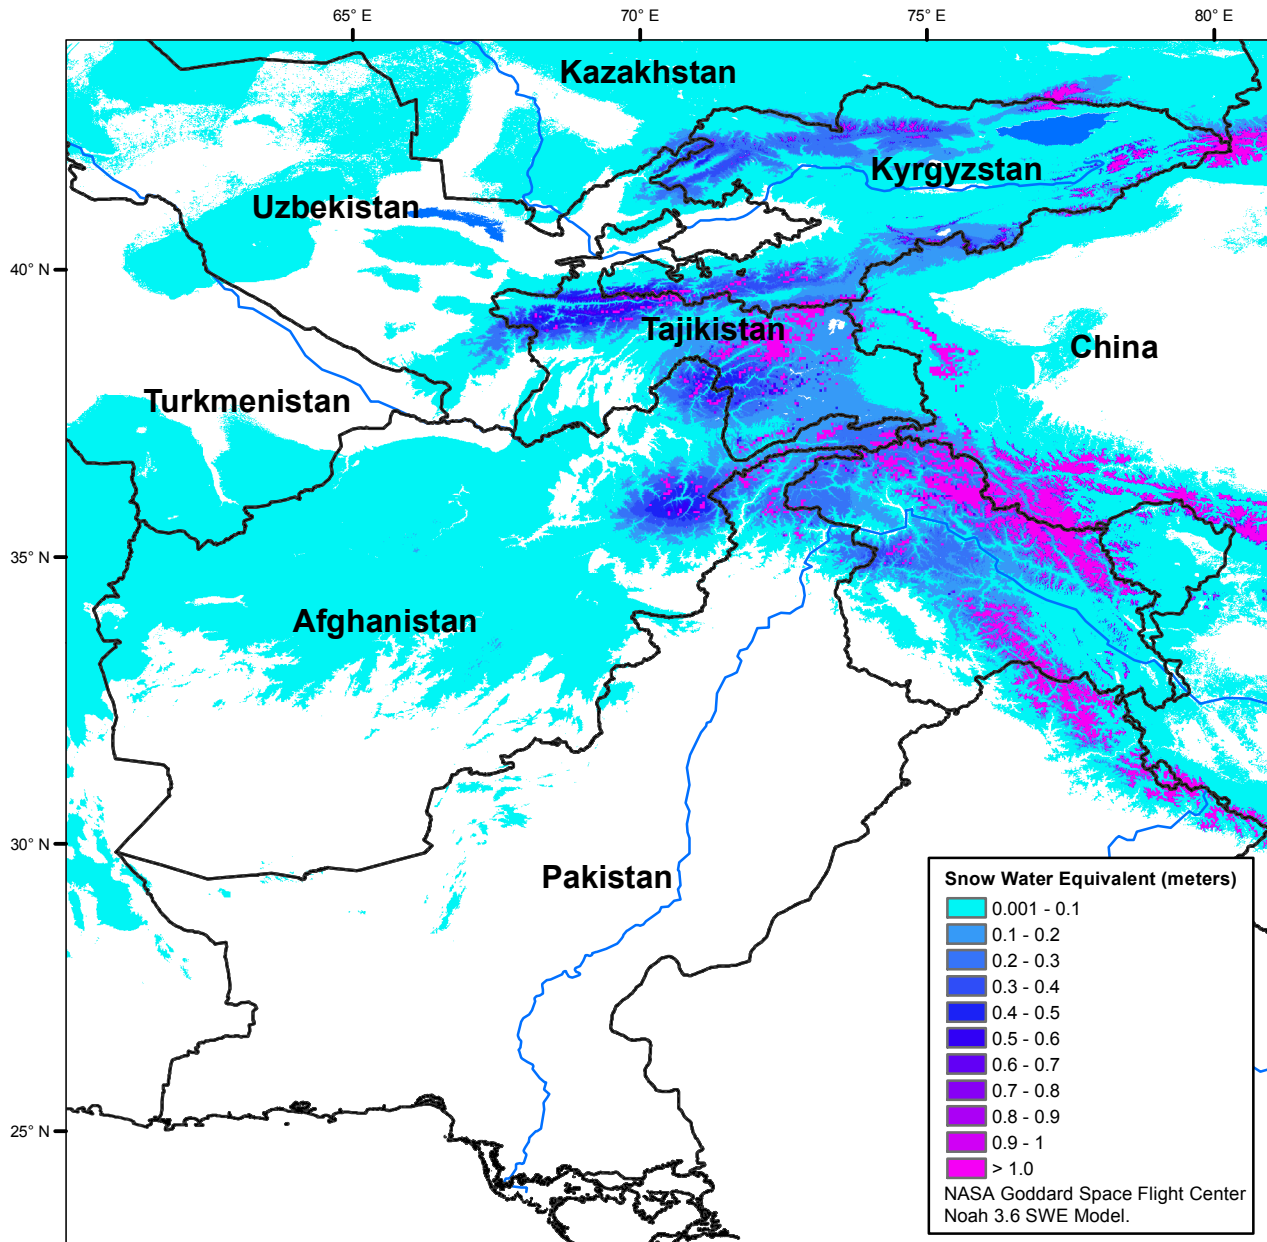 65° E
70° E
75° E
80° E
Kazakhstan
Kyrgyzstan
Uzbekistan
40° N
Tajikistan
China
Turkmenistan
35° N
Afghanistan
30° N
Pakistan
25° N
Snow Water Equivalent (meters)
0.001 - 0.1
0.1 - 0.2
0.2 - 0.3
0.3 - 0.4
0.4 - 0.5
0.5 - 0.6
0.6 - 0.7
0.7 - 0.8
0.8 - 0.9
0.9 - 1
> 1.0
NASA Goddard Space Flight Center
Noah 3.6 SWE Model.